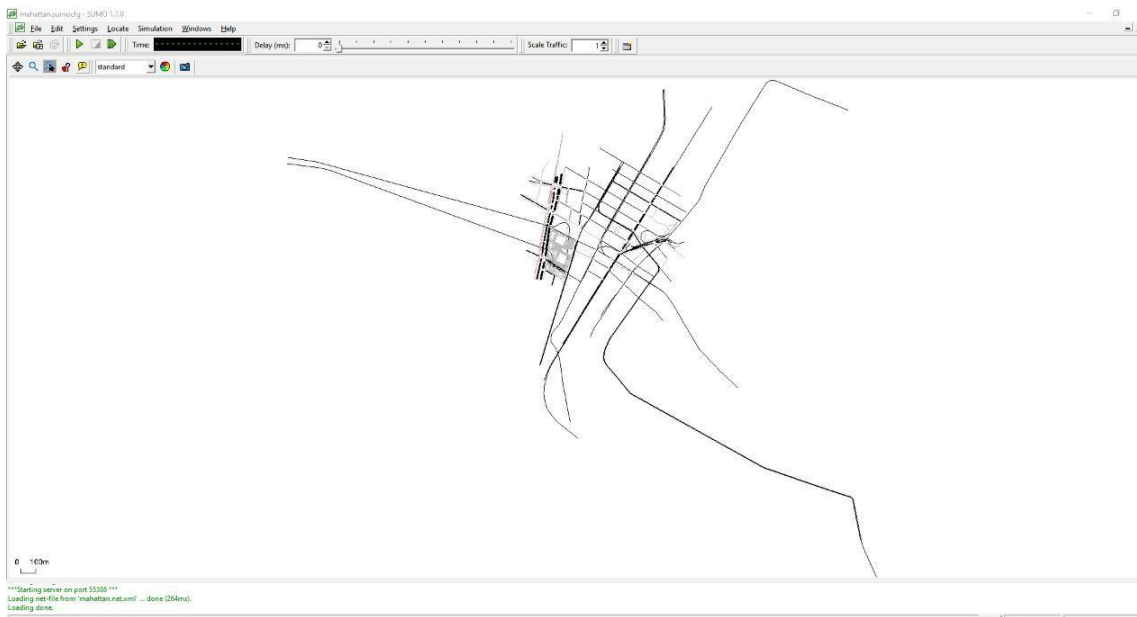 mahattan.sumocfg - SUMO 1.7.0
File Edit Settings Locate Simulation Windows Help
Time: Delay (ms): 0 Scale Traffic: 1
standard
0 100m
***Starting server on port 55386 ***
Loading net-file from 'mahattan.net.xml' ... done (264ms).
Loading done.